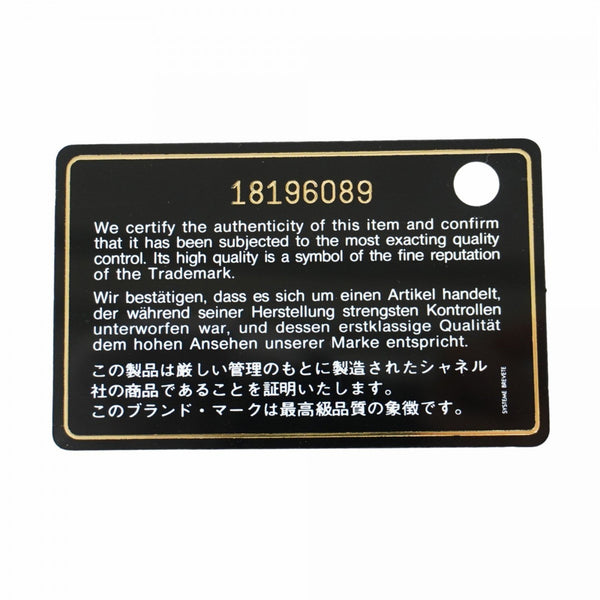 18196089
We certify the authenticity of this item and confirm
that it has been subjected to the most exacting quality
control. Its high quality is a symbol of the fine reputation
of the Trademark.
Wir bestätigen, dass es sich um einen Artikel handelt,
der während seiner Herstellung strengsten Kontrollen
unterworfen war, und dessen erstklassige Qualität
dem hohen Ansehen unserer Marke entspricht.
この製品は厳しい管理のもとに製造されたシャネル
社の商品であることを証明いたします。
このブランド・マークは最高級品質の象徴です。
SYSTEME BREVETE